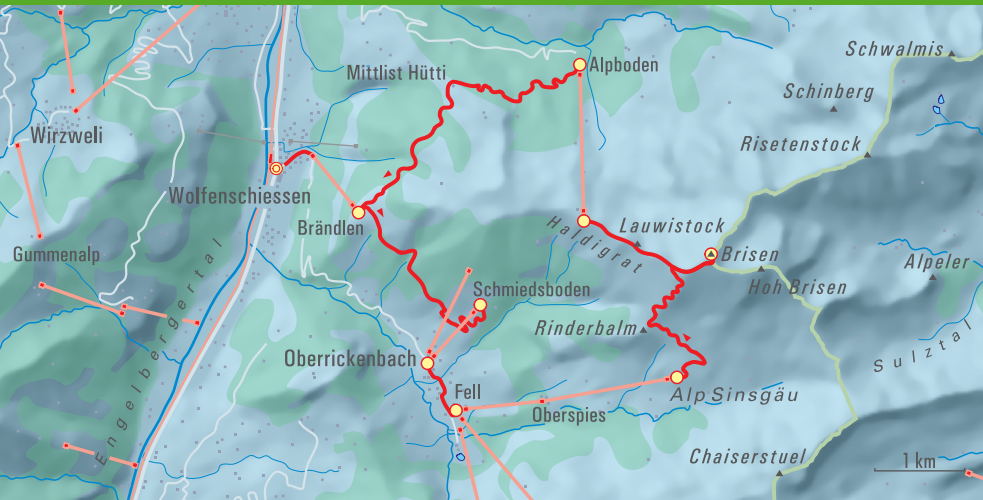 Schwalmis
Mittlist Hütti
Alpboden
Schinberg
Wirzweli
Risetenstock
Wolfenschiessen
Brändlen
Haldigrat
Lauwistock
Gummenalp
Brisen
Alpeler
Hoh Brisen
Schmiedsboden
Engelbergertal
Rinderbalm
Sulztal
Oberrickenbach
Fell
Alp Sinsgäu
Oberspies
Chaiserstuel
1 km